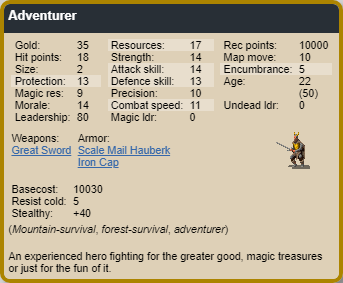 Adventurer
Gold: 35 Resources: 17 Rec points: 10000
Hit points: 18 Strength: 14 Map move: 10
Size: 2 Attack skill: 14 Encumbrance: 5
Protection: 13 Defence skill: 13 Age: 22
Magic res: 9 Precision: 10 (50)
Morale: 14 Combat speed: 11 Undead ldr: 0
Leadership: 80 Magic ldr: 0
Weapons: Armor:
Great Sword Scale Mail Hauberk
Iron Cap
Basecost: 10030
Resist cold: 5
Stealthy: +40
(Mountain-survival, forest-survival, adventurer)
An experienced hero fighting for the greater good, magic treasures
or just for the fun of it.